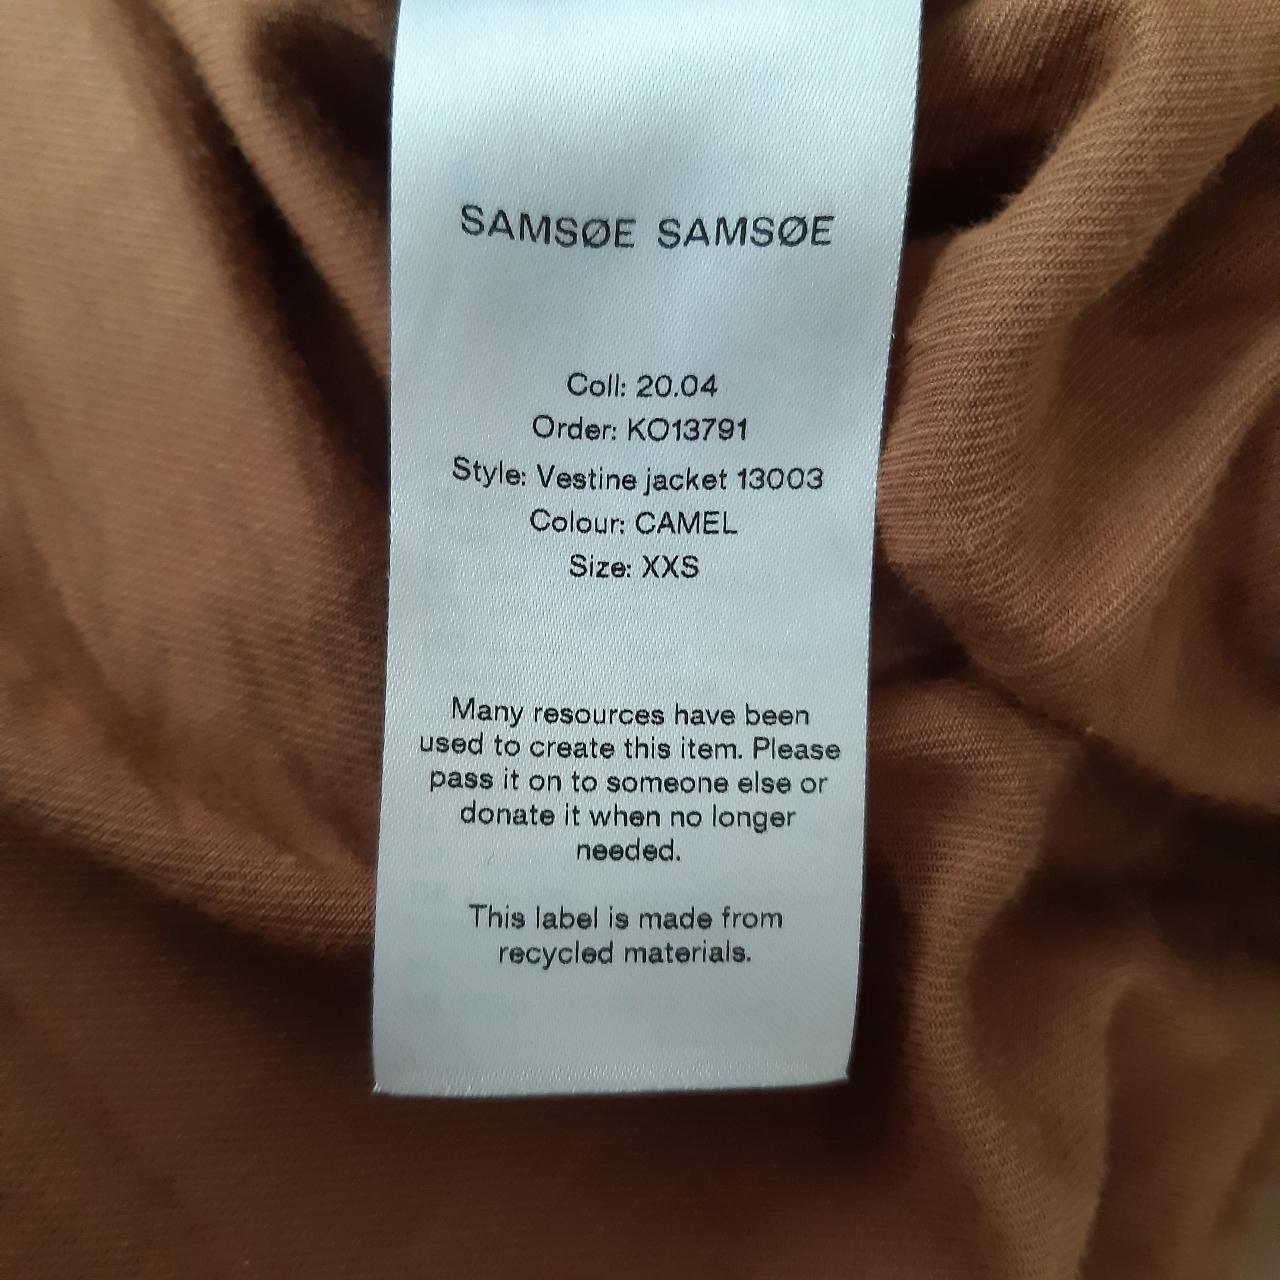 SAMSØE SAMSØE
Coll: 20.04
Order: KO13791
Style: Vestine jacket 13003
Colour: CAMEL
Size: XXS
Many resources have been
used to create this item. Please
pass it on to someone else or
donate it when no longer
needed.
This label is made from
recycled materials.